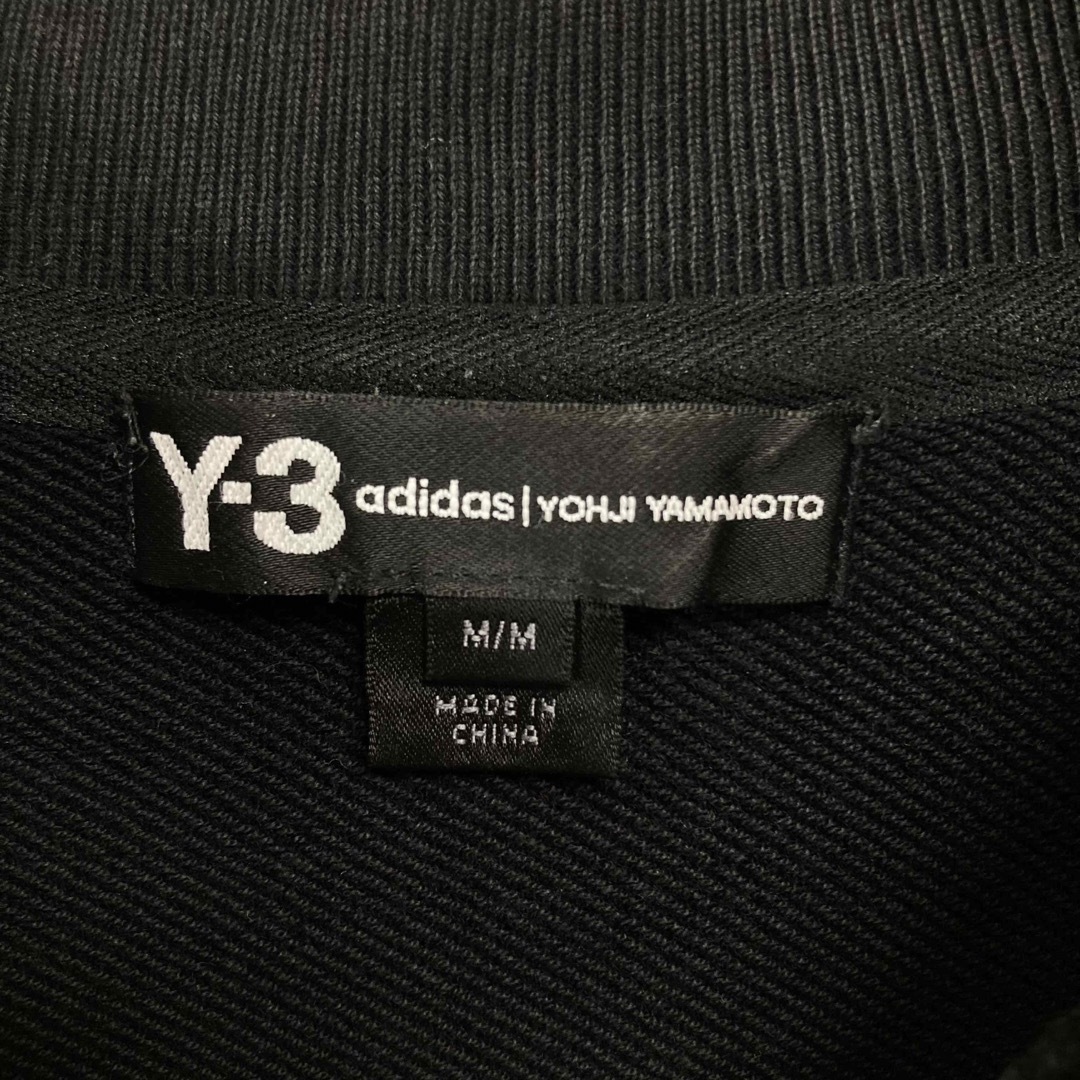 Y-3 adidas | YOHJI YAMAMOTO
M/M
MADE IN
CHINA